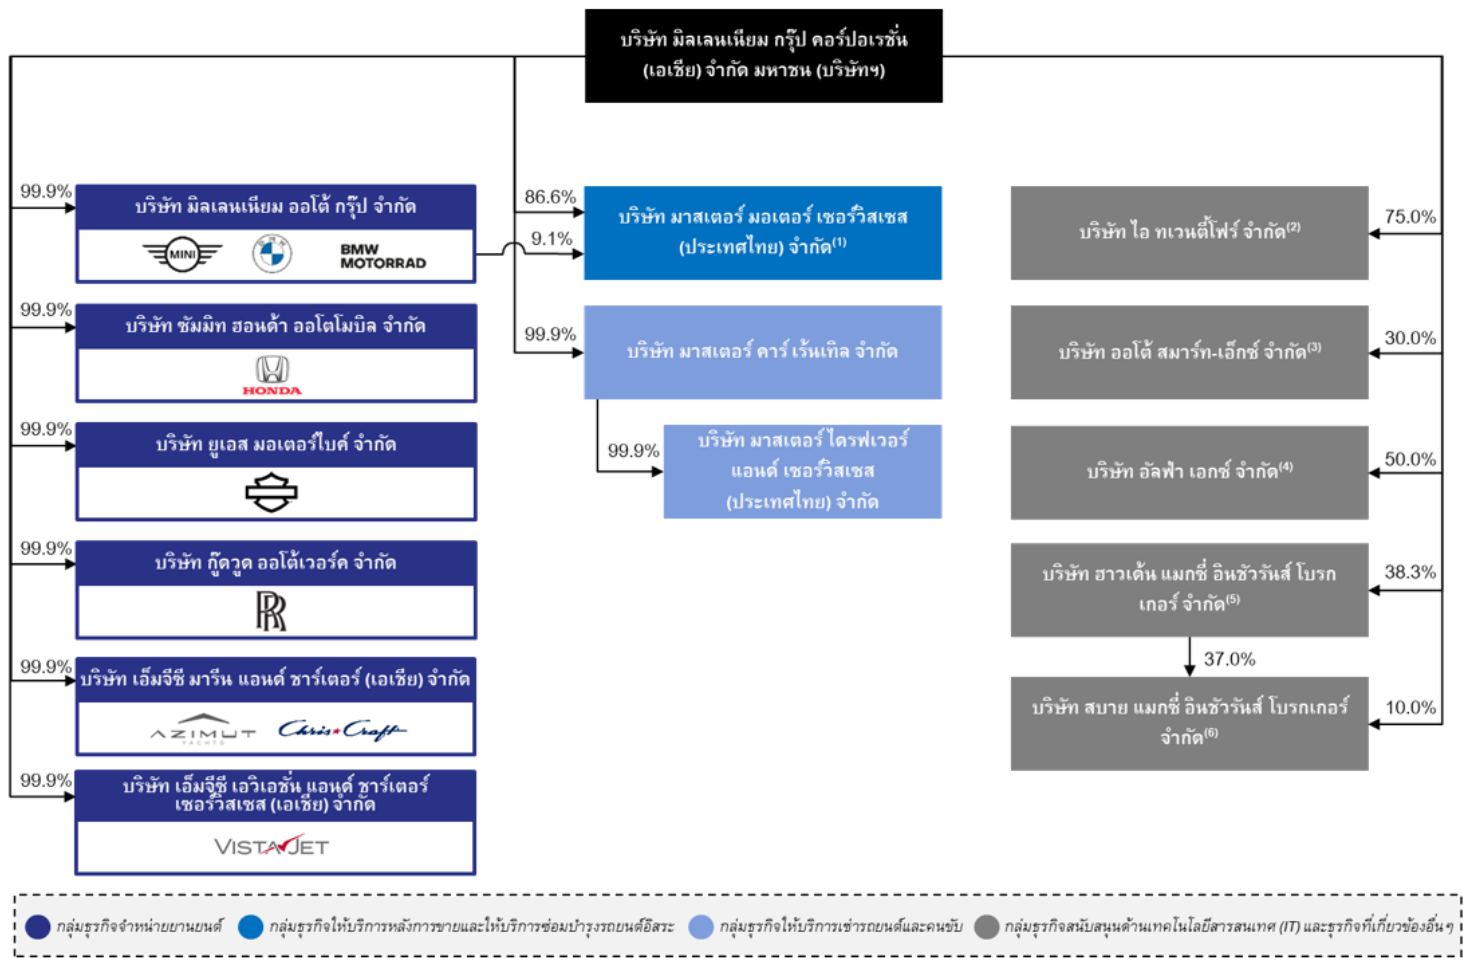 บริษัท มิลเลนเนียม กรุ๊ป คอร์ปอเรชั่น
(เอเชีย) จำกัด มหาชน (บริษัทฯ)
99.9%
บริษัท มิลเลนเนียม ออโต้ กรุ๊ป จำกัด
MINI
BMW
BMW
MOTORRAD
99.9%
บริษัท ซัมมิท ฮอนด้า ออโตโมบิล จำกัด
HONDA
99.9%
บริษัท ยูเอส มอเตอร์ไบค์ จำกัด
99.9%
บริษัท กู๊ดวูด ออโต้เวอร์ค จำกัด
RR
99.9%
บริษัท เอ็มจีซี มารีน แอนด์ ชาร์เตอร์ (เอเชีย) จำกัด
AZIMUT
YACHTS
Chris★Craft
99.9%
บริษัท เอ็มจีซี เอวิเอชั่น แอนด์ ชาร์เตอร์
เซอร์วิสเซส (เอเชีย) จำกัด
VISTAJET
86.6%
9.1%
บริษัท มาสเตอร์ มอเตอร์ เซอร์วิสเซส
(ประเทศไทย) จำกัด(1)
99.9%
บริษัท มาสเตอร์ คาร์ เร้นเทิล จำกัด
99.9%
บริษัท มาสเตอร์ ไดรฟเวอร์
แอนด์ เซอร์วิสเซส
(ประเทศไทย) จำกัด
บริษัท ไอ ทเวนตี้โฟร์ จำกัด(2)
75.0%
บริษัท ออโต้ สมาร์ท-เอ็กซ์ จำกัด(3)
30.0%
บริษัท อัลฟ่า เอกซ์ จำกัด(4)
50.0%
บริษัท ฮาวเด้น แมกซี่ อินชัวรันส์ โบรก
เกอร์ จำกัด(5)
38.3%
37.0%
บริษัท สบาย แมกซี่ อินชัวรันส์ โบรกเกอร์
จำกัด(6)
10.0%
กลุ่มธุรกิจจำหน่ายยานยนต์
กลุ่มธุรกิจให้บริการหลังการขายและให้บริการซ่อมบำรุงรถยนต์อิสระ
กลุ่มธุรกิจให้บริการเช่ารถยนต์และคนขับ
กลุ่มธุรกิจสนับสนุนด้านเทคโนโลยีสารสนเทศ (IT) และธุรกิจที่เกี่ยวข้องอื่นๆ